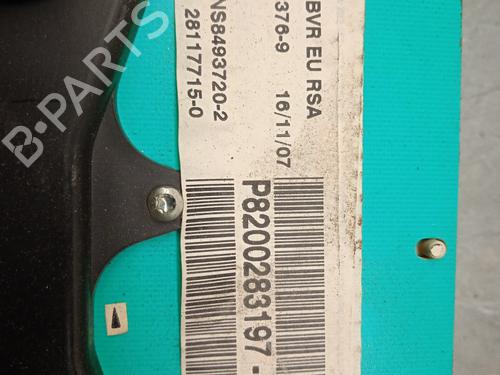 BVR EU RSA
376-9 16/11/07
NS8493720-2
28117715-0
P8200283197 -
B-PARTS